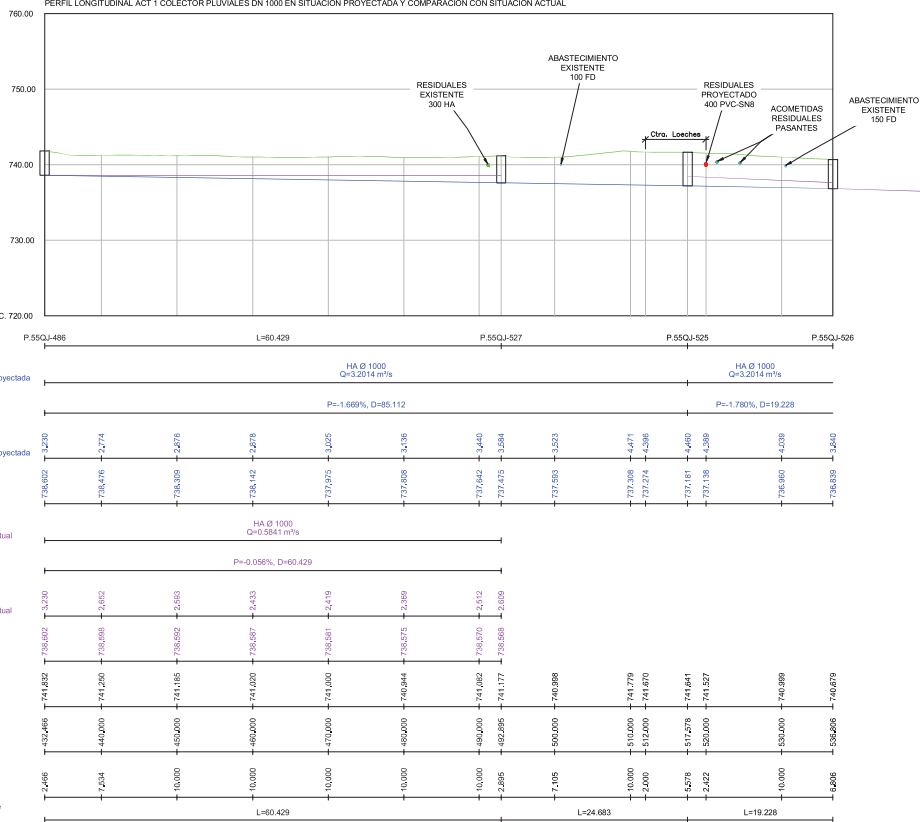 PERFIL LONGITUDINAL ACT 1 COLECTOR PLUVIALES DN 1000 EN SITUACIÓN PROYECTADA Y COMPARACIÓN CON SITUACIÓN ACTUAL
760.00
750.00
740.00
730.00
C. 720.00
RESIDUALES
EXISTENTE
300 HA
ABASTECIMIENTO
EXISTENTE
100 FD
Ctra. Loeches
RESIDUALES
PROYECTADO
400 PVC-SN8
ACOMETIDAS
RESIDUALES
PASANTES
ABASTECIMIENTO
EXISTENTE
150 FD
P.55QJ-486 L=60.429 P.55QJ-527 P.55QJ-525 P.55QJ-526
HA Ø 1000 HA Ø 1000
oyectada Q=3.2014 m³/s Q=3.2014 m³/s
P=-1.669%, D=85.112 P=-1.780%, D=19.228
oyectada 3,230 2,774 2,876 2,878 3,025 3,136 3,440 3,584 3,523 4,471 4,396 4,460 4,389 4,039 3,840
738,602 738,476 738,309 738,142 737,975 737,808 737,642 737,475 737,593 737,308 737,274 737,181 737,138 736,960 736,839
HA Ø 1000
tual Q=0.5841 m³/s
P=-0.056%, D=60.429
tual 3,230 2,652 2,593 2,433 2,419 2,369 2,512 2,609
738,602 738,598 738,592 738,587 738,581 738,575 738,570 738,568
741,832 741,250 741,185 741,020 741,000 740,944 741,082 741,177 740,998 741,779 741,670 741,641 741,527 740,999 740,679
432,466 440,000 450,000 460,000 470,000 480,000 490,000 492,895 500,000 510,000 512,000 517,578 520,000 530,000 536,806
2,466 7,534 10,000 10,000 10,000 10,000 10,000 2,895 7,105 10,000 2,000 5,578 2,422 10,000 6,806
L=60.429 L=24.683 L=19.228